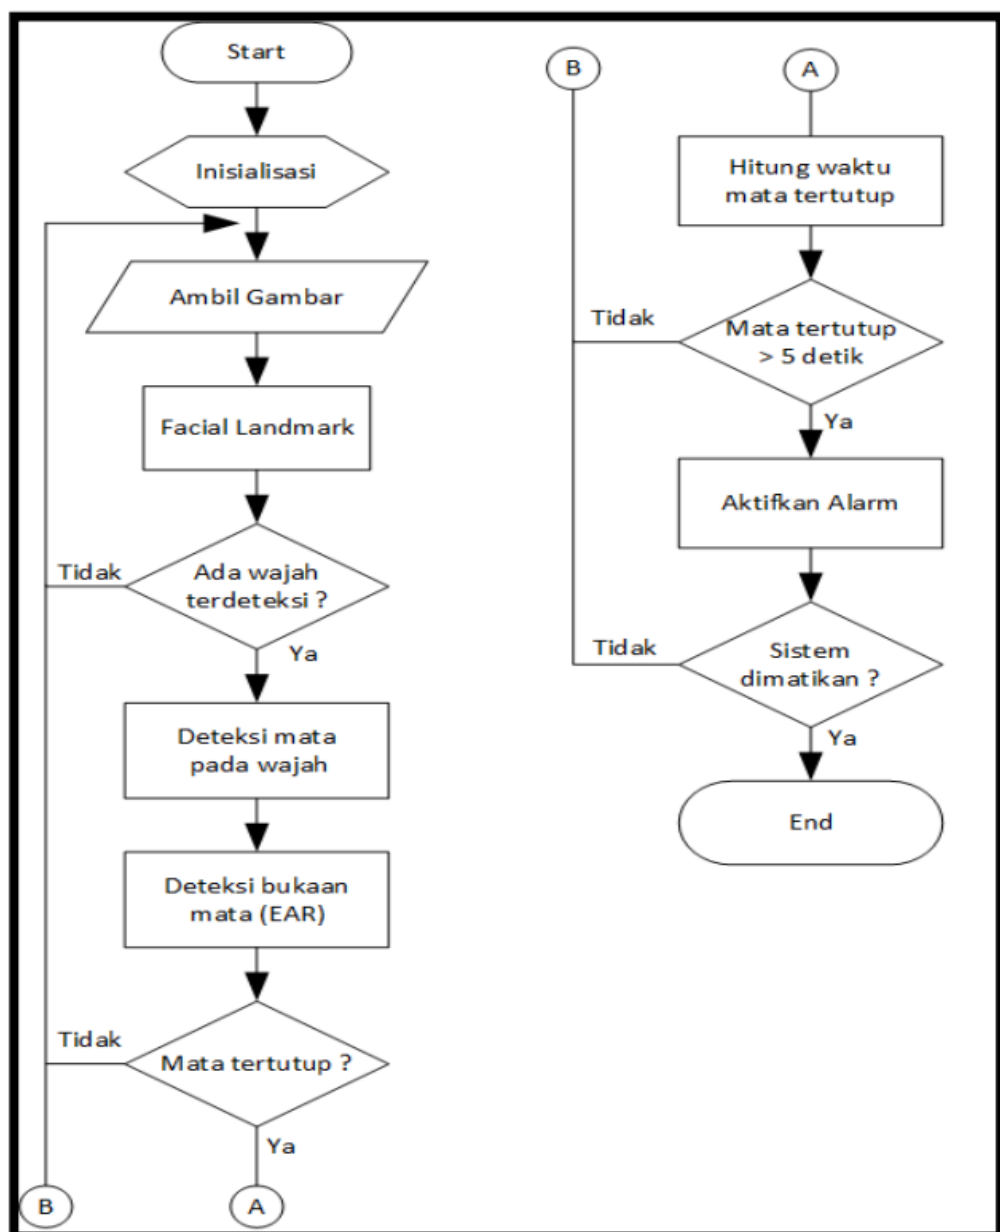 Start
Inisialisasi
Ambil Gambar
Facial Landmark
Tidak
Ada wajah
terdeteksi ?
Ya
Deteksi mata
pada wajah
Deteksi bukaan
mata (EAR)
Tidak
Mata tertutup ?
Ya
B
A
B
A
Hitung waktu
mata tertutup
Tidak
Mata tertutup
> 5 detik
Ya
Aktifkan Alarm
Tidak
Sistem
dimatikan ?
Ya
End